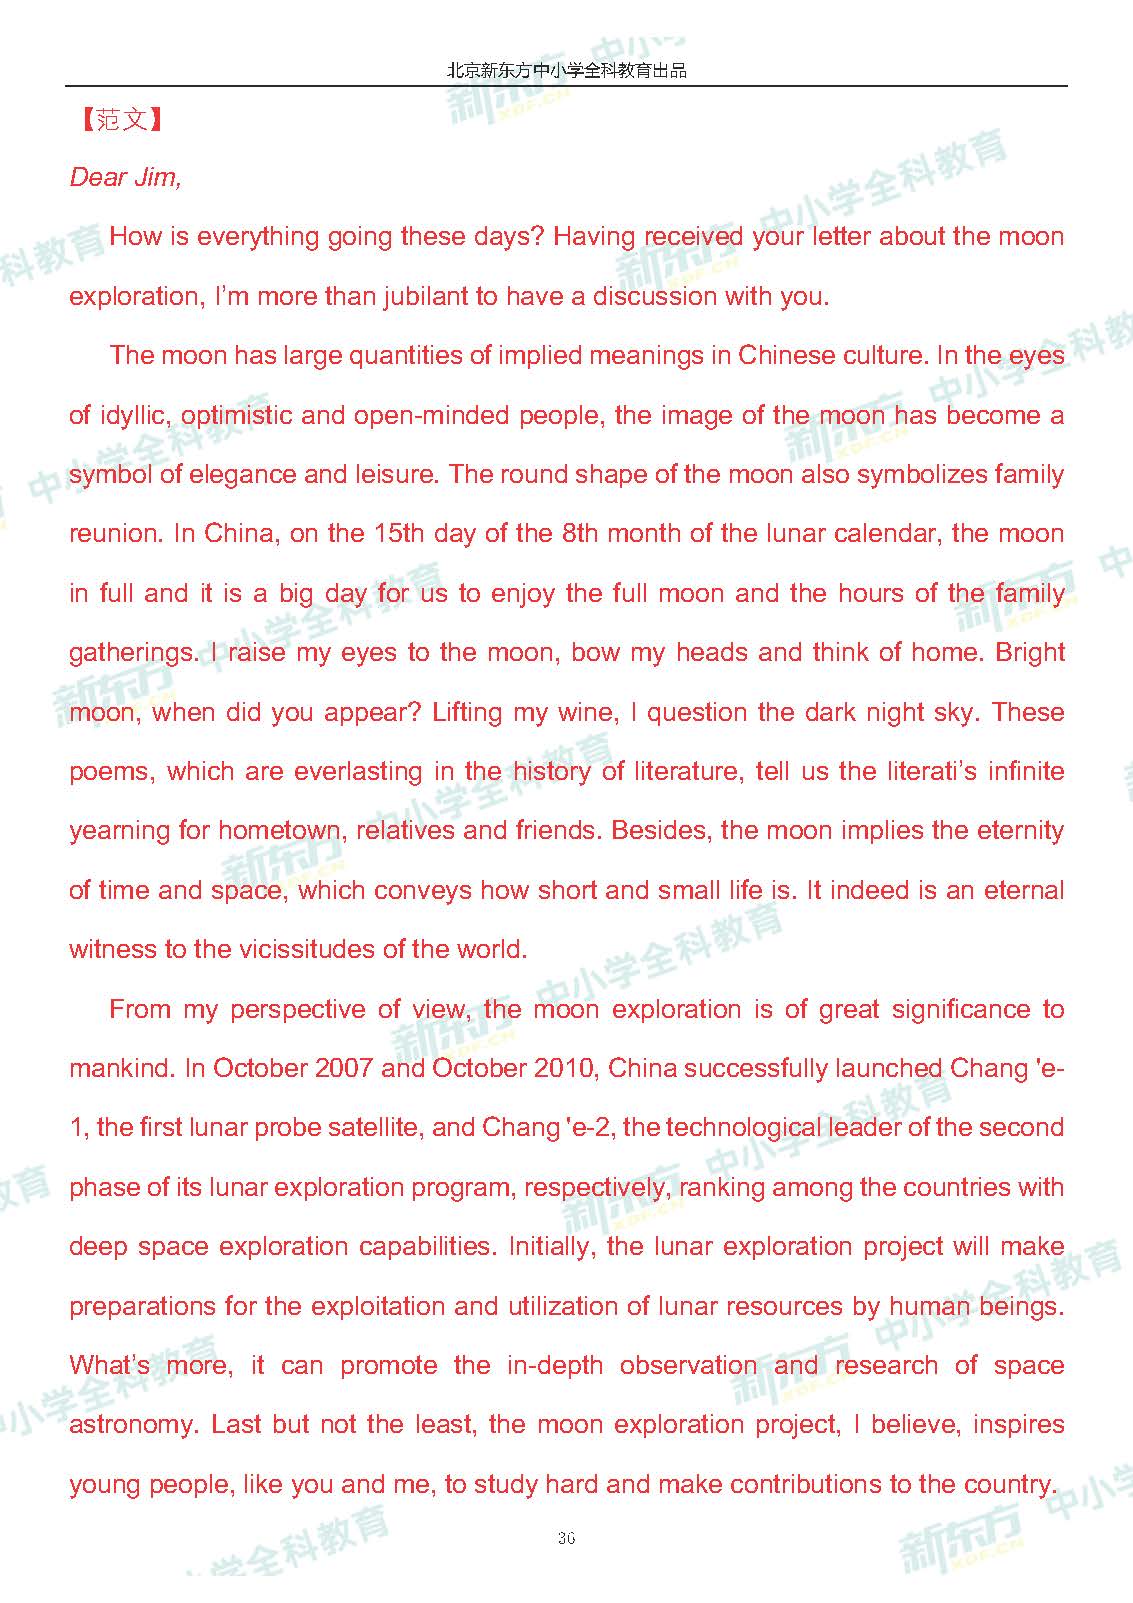 北京新东方中小学全科教育出品
【范文】
Dear Jim,
How is everything going these days? Having received your letter about the moon
exploration, I’m more than jubilant to have a discussion with you.
The moon has large quantities of implied meanings in Chinese culture. In the eyes
of idyllic, optimistic and open-minded people, the image of the moon has become a
symbol of elegance and leisure. The round shape of the moon also symbolizes family
reunion. In China, on the 15th day of the 8th month of the lunar calendar, the moon
in full and it is a big day for us to enjoy the full moon and the hours of the family
gatherings. I raise my eyes to the moon, bow my heads and think of home. Bright
moon, when did you appear? Lifting my wine, I question the dark night sky. These
poems, which are everlasting in the history of literature, tell us the literati’s infinite
yearning for hometown, relatives and friends. Besides, the moon implies the eternity
of time and space, which conveys how short and small life is. It indeed is an eternal
witness to the vicissitudes of the world.
From my perspective of view, the moon exploration is of great significance to
mankind. In October 2007 and October 2010, China successfully launched Chang 'e-
1, the first lunar probe satellite, and Chang 'e-2, the technological leader of the second
phase of its lunar exploration program, respectively, ranking among the countries with
deep space exploration capabilities. Initially, the lunar exploration project will make
preparations for the exploitation and utilization of lunar resources by human beings.
What’s more, it can promote the in-depth observation and research of space
astronomy. Last but not the least, the moon exploration project, I believe, inspires
young people, like you and me, to study hard and make contributions to the country.
36